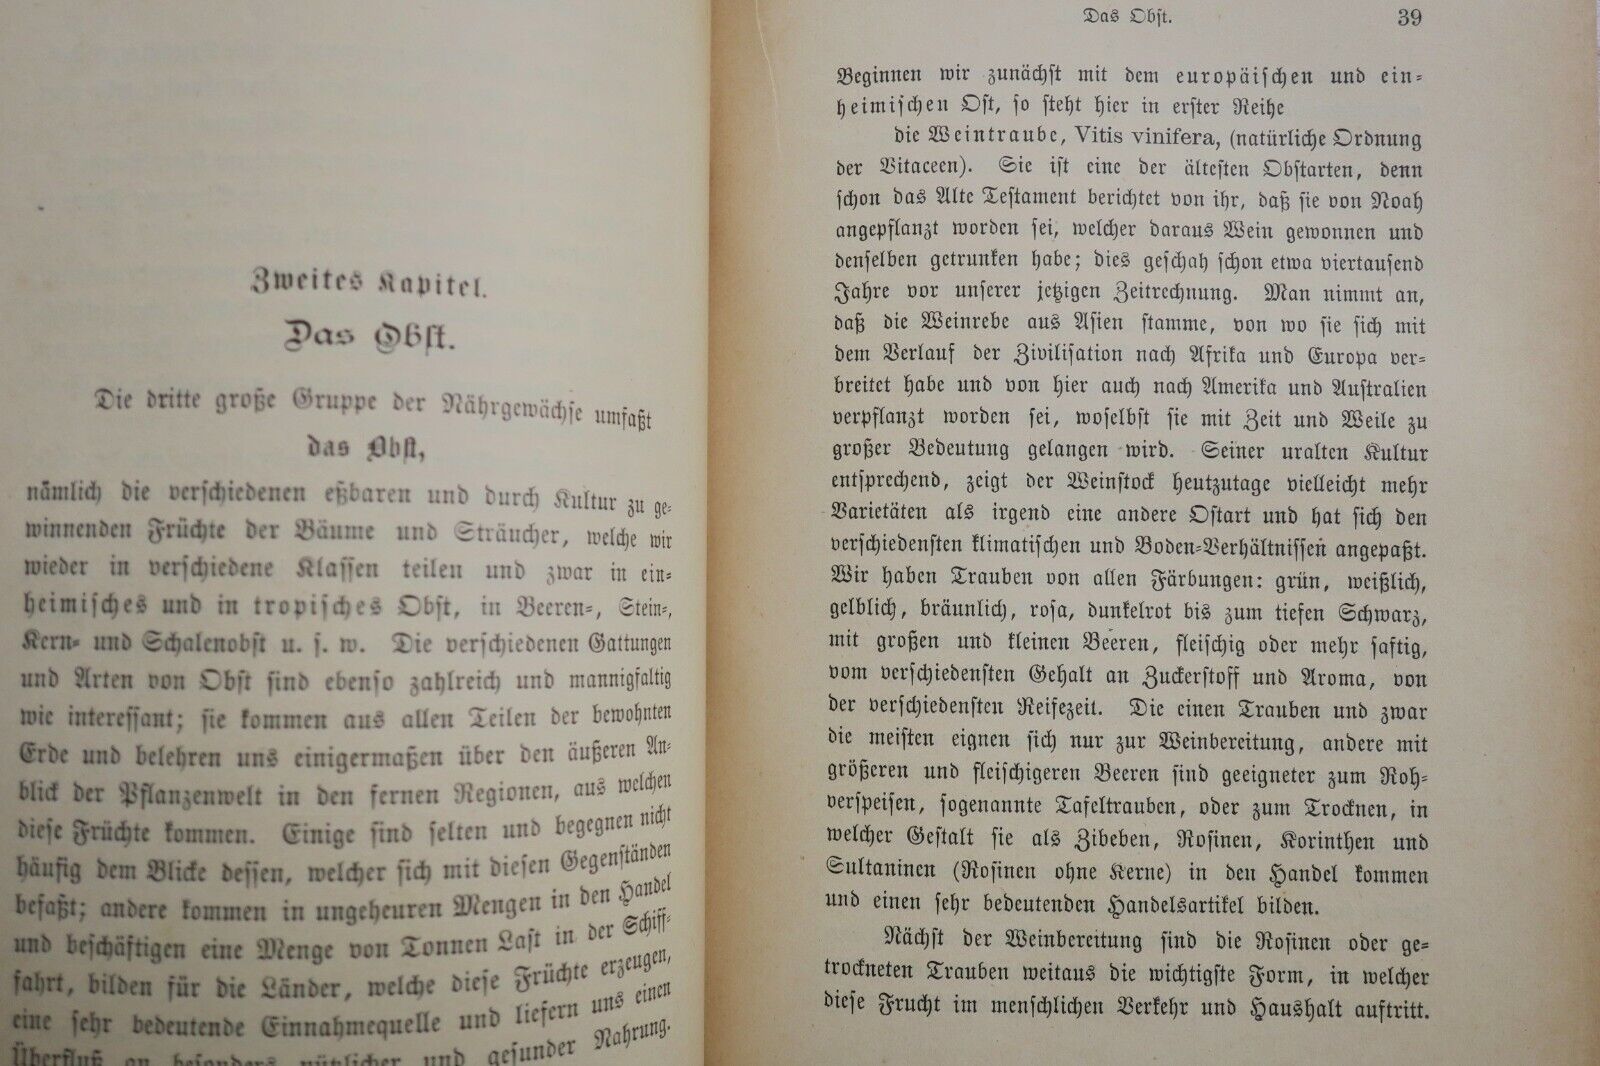 Zweites Kapitel.
Das Obst.
Die dritte große Gruppe der Nährgewächse umfaßt
das Obst,
nämlich die verschiedenen eßbaren und durch Kultur zu ge-
winnenden Früchte der Bäume und Sträucher, welche wir
wieder in verschiedene Klassen teilen und zwar in ein-
heimisches und in tropisches Obst, in Beeren-, Stein-,
Kern- und Schalenobst u. s. w. Die verschiedenen Gattungen
und Arten von Obst sind ebenso zahlreich und mannigfaltig
wie interessant; sie kommen aus allen Teilen der bewohnten
Erde und belehren uns einigermaßen über den äußeren An-
blick der Pflanzenwelt in den fernen Regionen, aus welchen
diese Früchte kommen. Einige sind selten und begegnen nicht
häufig dem Blicke dessen, welcher sich mit diesen Gegenständen
befaßt; andere kommen in ungeheuren Mengen in den Handel
und beschäftigen eine Menge von Tonnen Last in der Schiff-
fahrt, bilden für die Länder, welche diese Früchte erzeugen,
eine sehr bedeutende Einnahmequelle und liefern uns einen
Überfluß an besonders nützlicher und gesunder Nahrung.
Das Obst. 39
Beginnen wir zunächst mit dem europäischen und ein-
heimischen Ost, so steht hier in erster Reihe
die Weintraube, Vitis vinifera, (natürliche Ordnung
der Vitaceen). Sie ist eine der ältesten Obstarten, denn
schon das Alte Testament berichtet von ihr, daß sie von Noah
angepflanzt worden sei, welcher daraus Wein gewonnen und
denselben getrunken habe; dies geschah schon etwa viertausend
Jahre vor unserer jetzigen Zeitrechnung. Man nimmt an,
daß die Weinrebe aus Asien stamme, von wo sie sich mit
dem Verlauf der Zivilisation nach Afrika und Europa ver-
breitet habe und von hier auch nach Amerika und Australien
verpflanzt worden sei, woselbst sie mit Zeit und Weile zu
großer Bedeutung gelangen wird. Seiner uralten Kultur
entsprechend, zeigt der Weinstock heutzutage vielleicht mehr
Varietäten als irgend eine andere Ostart und hat sich den
verschiedensten klimatischen und Boden-Verhältnissen angepaßt.
Wir haben Trauben von allen Färbungen: grün, weißlich,
gelblich, bräunlich, rosa, dunkelrot bis zum tiefen Schwarz,
mit großen und kleinen Beeren, fleischig oder mehr saftig,
vom verschiedensten Gehalt an Zuckerstoff und Aroma, von
der verschiedensten Reifezeit. Die einen Trauben und zwar
die meisten eignen sich nur zur Weinbereitung, andere mit
größeren und fleischigeren Beeren sind geeigneter zum Roh-
verspeisen, sogenannte Tafeltrauben, oder zum Trocknen, in
welcher Gestalt sie als Zibeben, Rosinen, Korinthen und
Sultaninen (Rosinen ohne Kerne) in den Handel kommen
und einen sehr bedeutenden Handelsartikel bilden.
Nächst der Weinbereitung sind die Rosinen oder ge-
trockneten Trauben weitaus die wichtigste Form, in welcher
diese Frucht im menschlichen Verkehr und Haushalt auftritt.